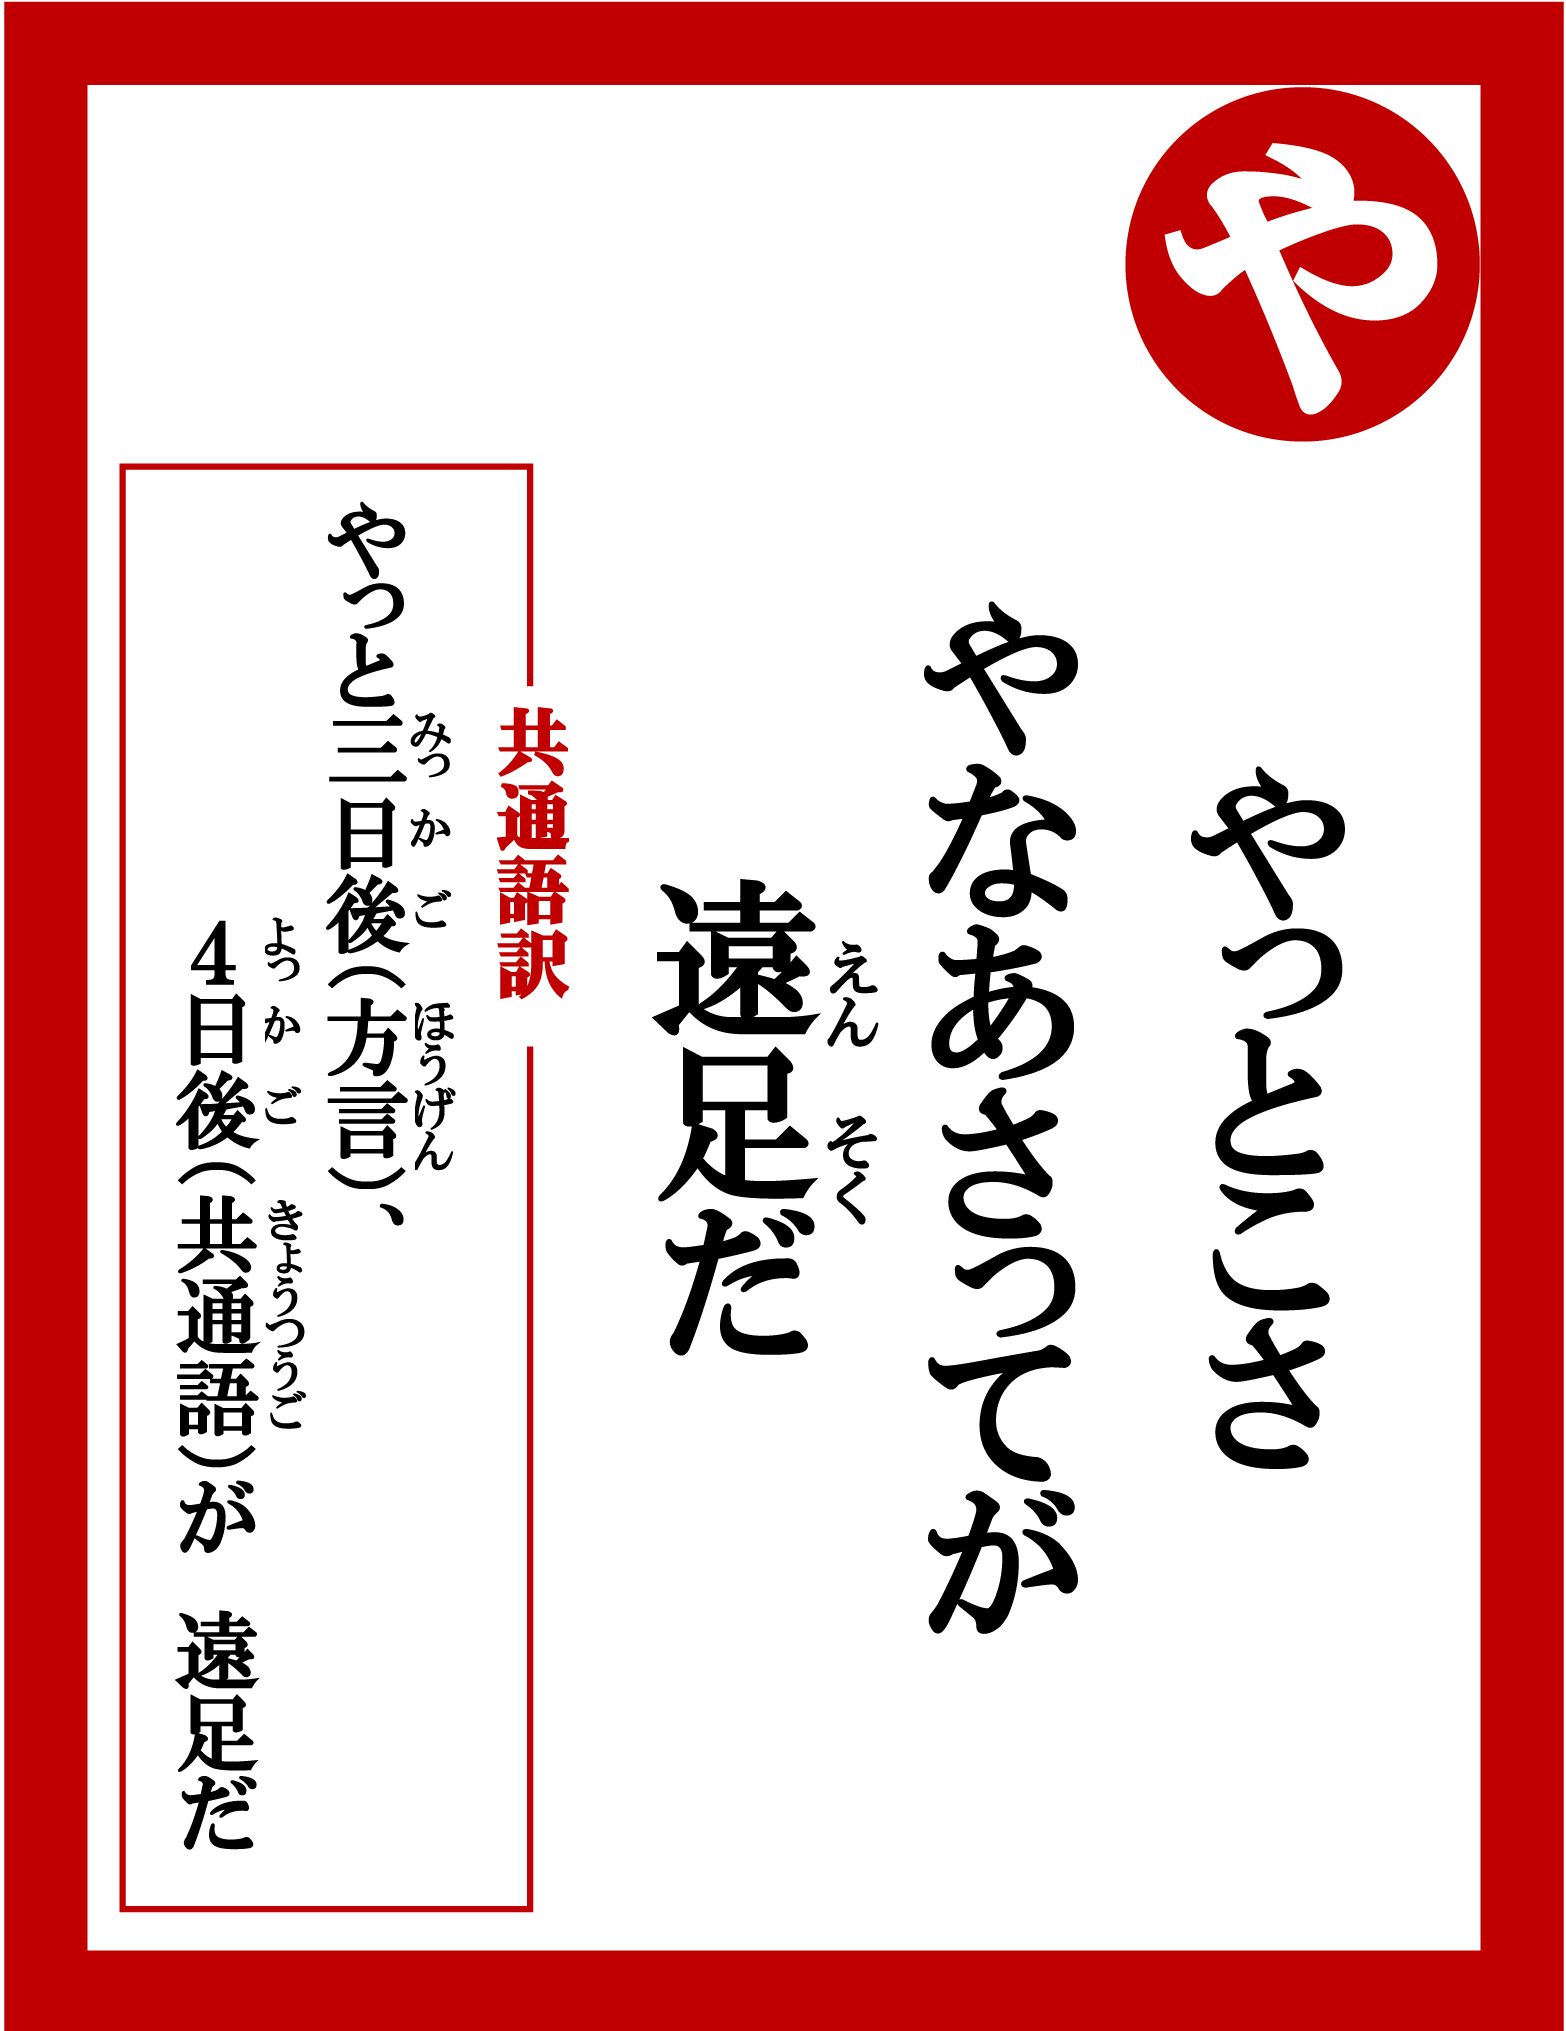 や
やっとこさ
やなあさってが
遠足だ
えんそく
共通語訳
やっと三日後（方言）、
みっかご ほうげん
4日後（共通語）が　遠足だ
よっかご きょうつうご